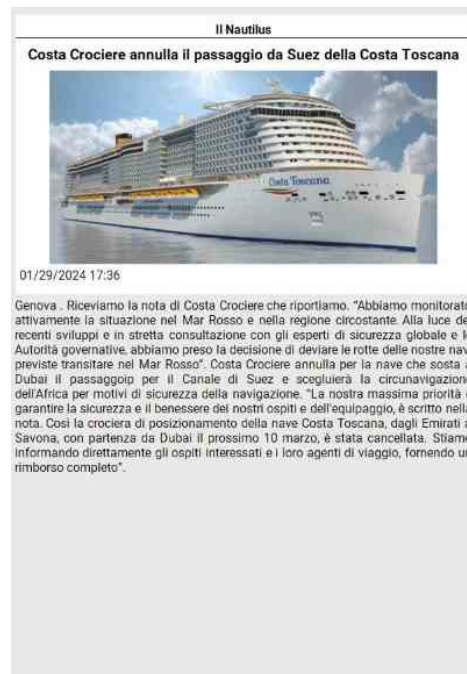 Il Nautilus
Costa Crociere annulla il passaggio da Suez della Costa Toscana
Costa Toscana
01/29/2024 17:36
Genova . Riceviamo la nota di Costa Crociere che riportiamo. "Abbiamo monitorato
attivamente la situazione nel Mar Rosso e nella regione circostante. Alla luce de
recenti sviluppi e in stretta consultazione con gli esperti di sicurezza globale e l
Autorità governative, abbiamo preso la decisione di deviare le rotte delle nostre nav
previste transitare nel Mar Rosso". Costa Crociere annulla per la nave che sosta a
Dubai il passaggoip per il Canale di Suez e scegluierà la circunavigazion
dell'Africa per motivi di sicurezza della navigazione. "La nostra massima priorità
garantire la sicurezza e il benessere dei nostri ospiti e dell'equipaggio, è scritto nella
nota. Così la crociera di posizionamento della nave Costa Toscana, dagli Emirati a
Savona, con partenza da Dubai il prossimo 10 marzo, è stata cancellata. Stiam
informando direttamente gli ospiti interessati e i loro agenti di viaggio, fornendo u
rimborso completo".